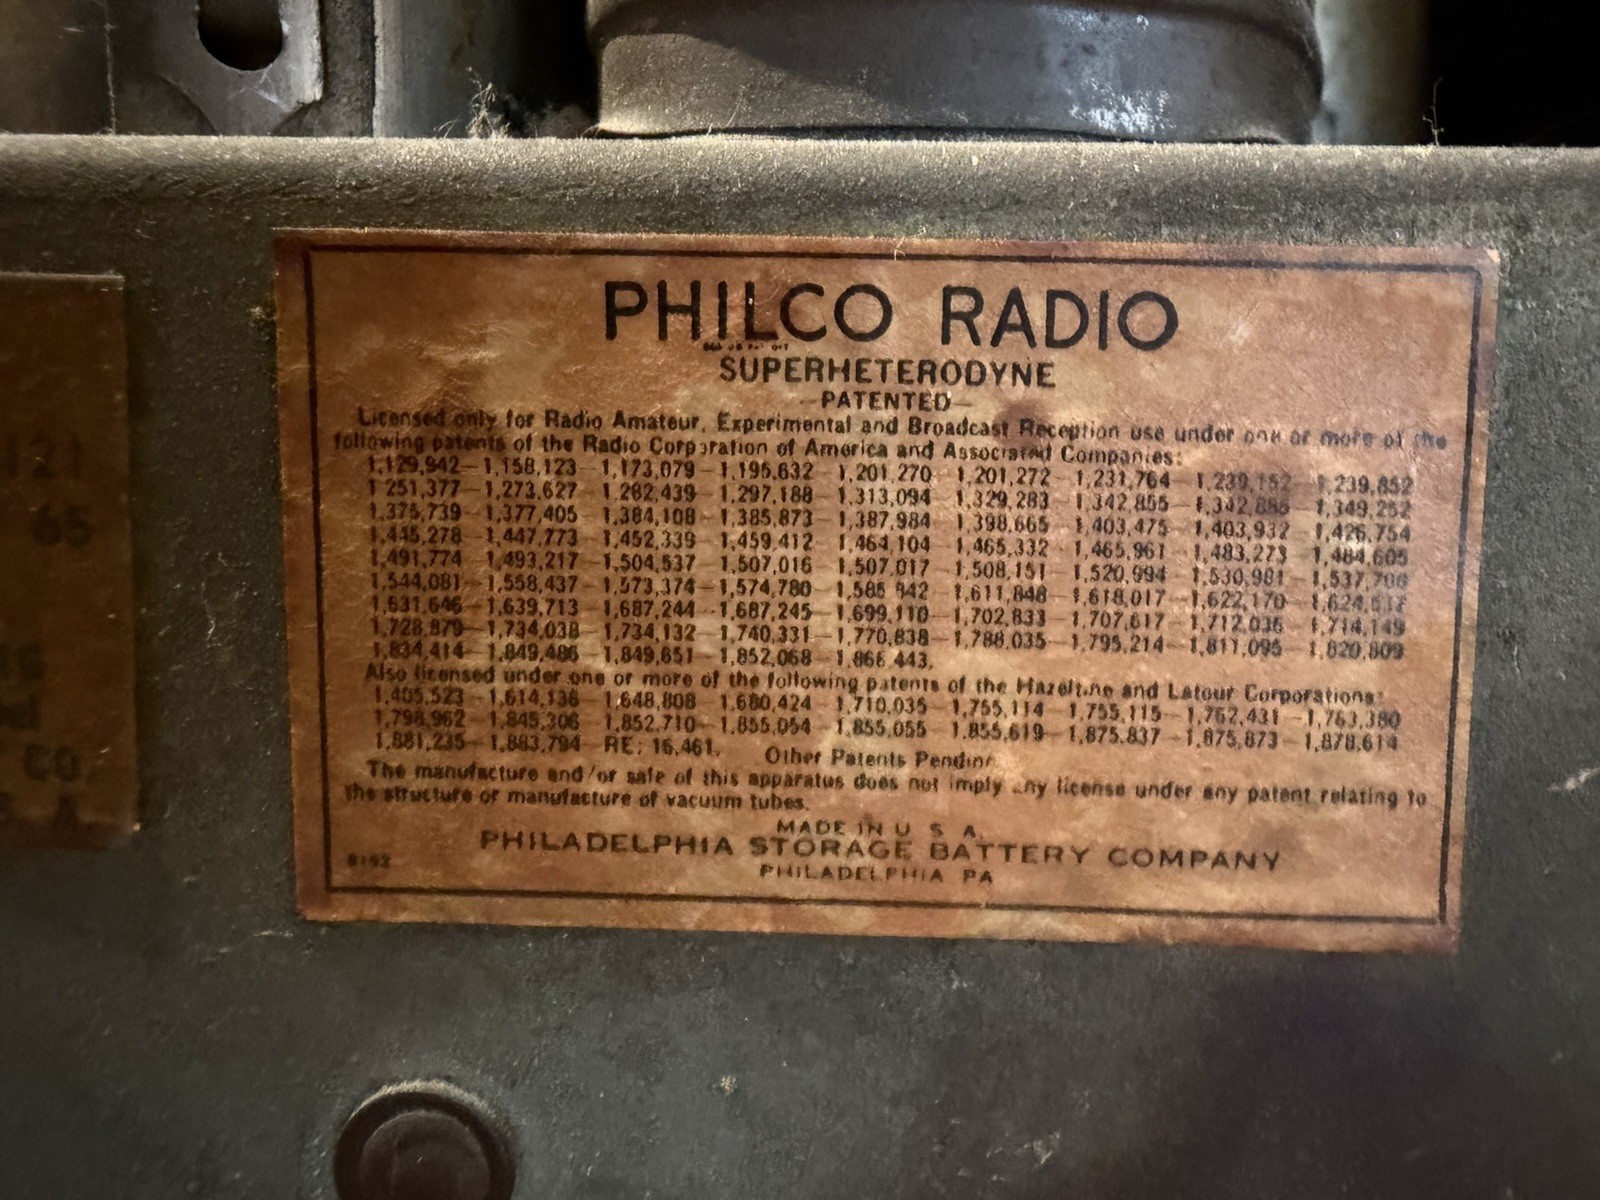 PHILCO RADIO
SUPERHETERODYNE
—PATENTED—
Licensed only for Radio Amateur, Experimental and Broadcast Reception use under one or more of the
following patents of the Radio Corporation of America and Associated Companies:
1,129,942—1,158,123—1,173,079—1,195,632—1,201,270—1,201,272—1,231,764—1,239,152—1,239,852
1,251,377—1,273,627—1,282,439—1,297,188—1,313,094—1,329,283—1,342,855—1,342,885—1,349,252
1,375,739—1,377,405—1,384,108—1,385,873—1,387,984—1,398,665—1,403,475—1,403,932—1,426,754
1,445,278—1,447,773—1,452,339—1,459,412—1,464,104—1,465,332—1,465,961—1,483,273—1,484,605
1,491,774—1,493,217—1,504,537—1,507,016—1,507,017—1,508,151—1,520,994—1,530,981
1,544,081—1,558,437—1,573,374—1,574,780—1,611,848—1,618,017—1,622,170
1,631,646—1,639,713—1,687,244—1,687,245—1,699,110—1,702,833—1,707,617—1,712,036—1,714,149
1,728,879—1,734,038—1,734,132—1,740,331—1,770,838—1,788,035—1,795,214—1,811,095—1,820,809
1,834,414—1,849,486—1,849,651—1,852,068—1,866,443.
Also licensed under one or more of the following patents of the Hazeltine and Latour Corporations:
1,405,523—1,614,136—1,648,808—1,680,424—1,710,035—1,755,114—1,755,115—1,762,431—1,763,380
1,798,962—1,845,306—1,852,710—1,855,054—1,855,055—1,855,619—1,875,837—1,875,873—1,878,614
1,881,235—1,883,794—RE: 16,461. Other Patents Pending
The manufacture and/or sale of this apparatus does not imply any license under any patent relating to
the structure or manufacture of vacuum tubes.
MADE IN U S A.
PHILADELPHIA STORAGE BATTERY COMPANY
PHILADELPHIA PA
121
65
CO
S A